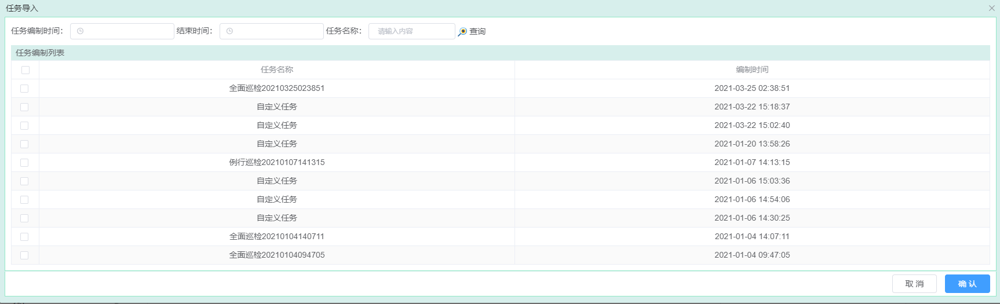 任务导入
任务编制时间： 结束时间： 任务名称： 请输入内容 查询
任务编制列表
任务名称 编制时间
全面巡检20210325023851 2021-03-25 02:38:51
自定义任务 2021-03-22 15:18:37
自定义任务 2021-03-22 15:02:40
自定义任务 2021-01-20 13:58:26
例行巡检20210107141315 2021-01-07 14:13:15
自定义任务 2021-01-06 15:03:36
自定义任务 2021-01-06 14:54:06
自定义任务 2021-01-06 14:30:25
全面巡检20210104140711 2021-01-04 14:07:11
全面巡检20210104094705 2021-01-04 09:47:05
取 消 确 认